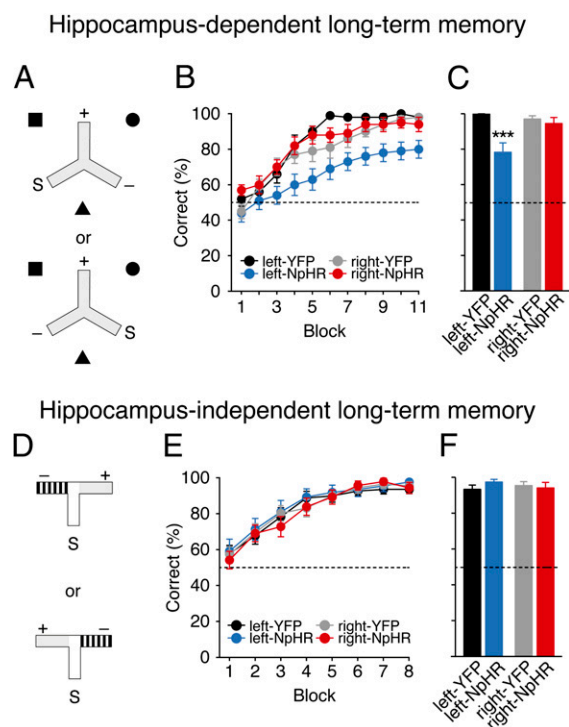 Hippocampus-dependent long-term memory
A
B
C
+
S
–
or
+
–
S
Correct (%)
100
80
60
40
20
0
left-YFP
right-YFP
left-NpHR
right-NpHR
1
3
5
7
9
11
Block
***
left-YFP
left-NpHR
right-YFP
right-NpHR
Hippocampus-independent long-term memory
D
E
F
–
+
S
or
+
–
S
Correct (%)
100
80
60
40
20
0
left-YFP
right-YFP
left-NpHR
right-NpHR
1
2
3
4
5
6
7
8
Block
left-YFP
left-NpHR
right-YFP
right-NpHR